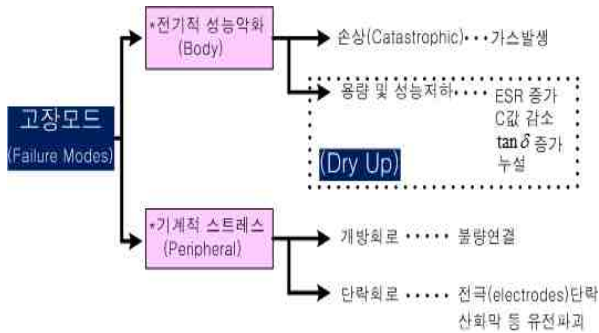 *전기적 성능악화
(Body)
손상(Catastrophic)･･･가스발생
용량 및 성능저하････ ESR 증가
C값 감소
tan δ 증가
누설
(Dry Up)
고장모드
(Failure Modes)
*기계적 스트레스
(Peripheral)
개방회로 ･････ 불량연결
단락회로 ･････ 전극(electrodes)단락
산화막 등 유전파괴